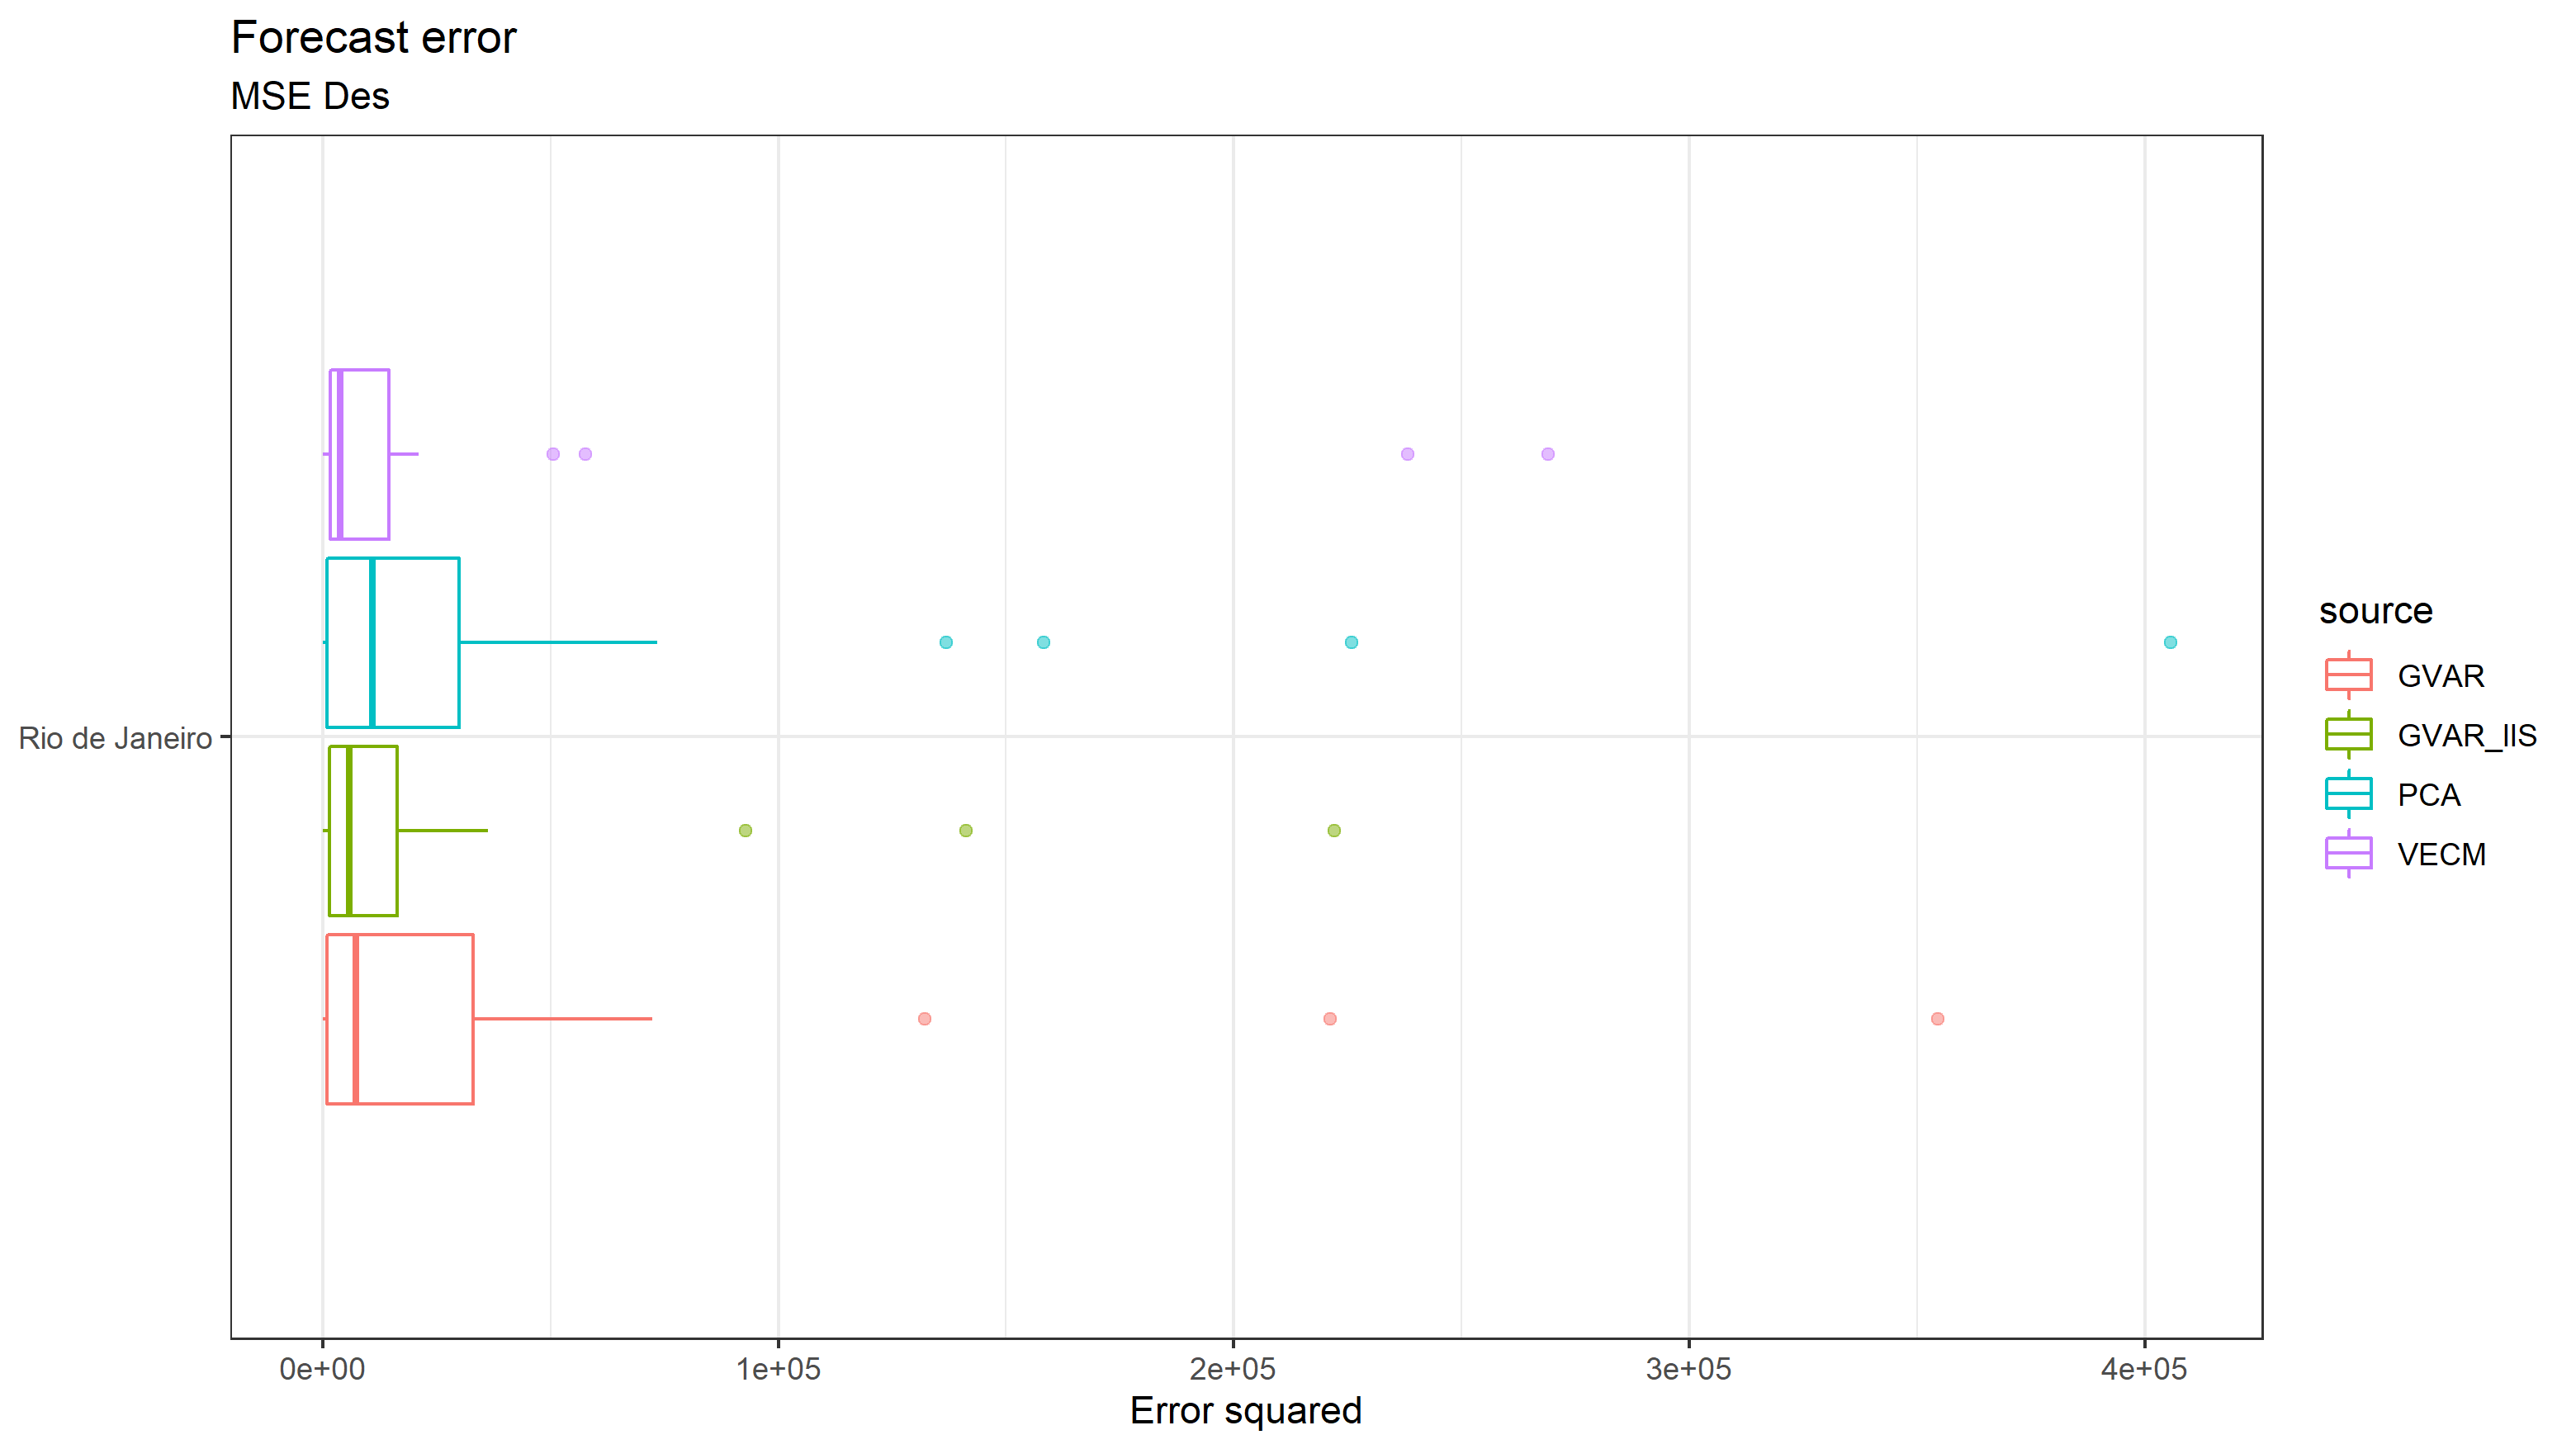 Forecast error
MSE Des
Rio de Janeiro
0e+00
1e+05
2e+05
3e+05
4e+05
Error squared
source
GVAR
GVAR_IIS
PCA
VECM